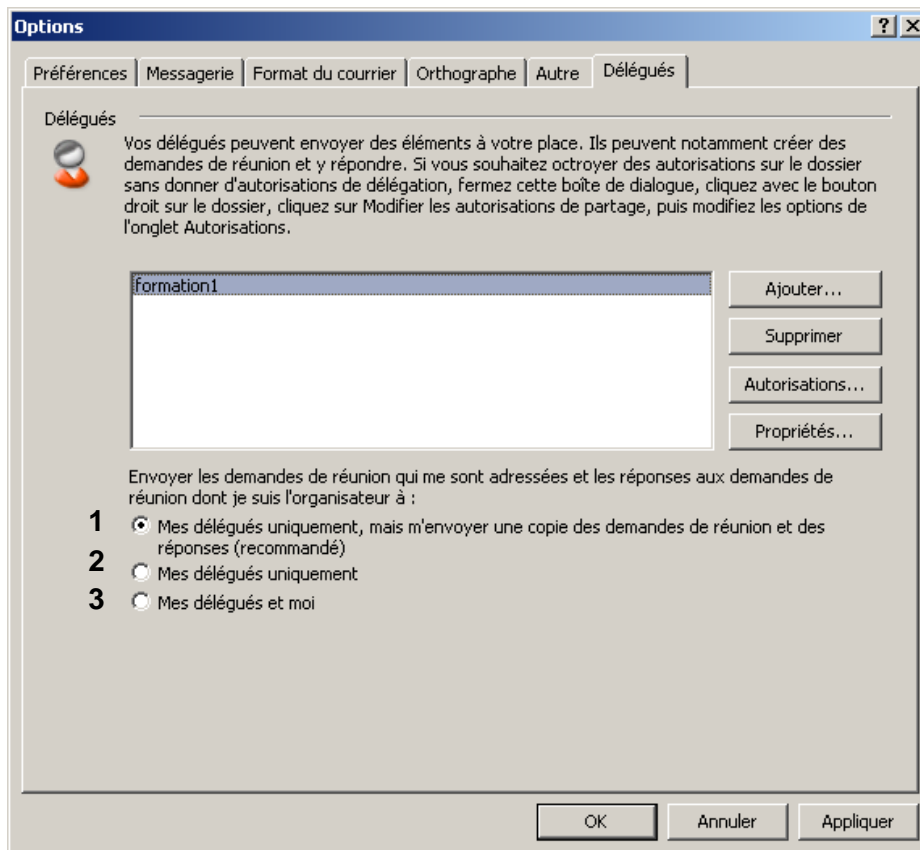 Options
Préférences Messagerie Format du courrier Orthographe Autre Délégués
Délégués
Vos délégués peuvent envoyer des éléments à votre place. Ils peuvent notamment créer des
demandes de réunion et y répondre. Si vous souhaitez octroyer des autorisations sur le dossier
sans donner d'autorisations de délégation, fermez cette boîte de dialogue, cliquez avec le bouton
droit sur le dossier, cliquez sur Modifier les autorisations de partage, puis modifiez les options de
l'onglet Autorisations.
formation1
Ajouter...
Supprimer
Autorisations...
Propriétés...
Envoyer les demandes de réunion qui me sont adressées et les réponses aux demandes de
réunion dont je suis l'organisateur à :
1 Mes délégués uniquement, mais m'envoyer une copie des demandes de réunion et des
réponses (recommandé)
2 Mes délégués uniquement
3 Mes délégués et moi
OK Annuler Appliquer